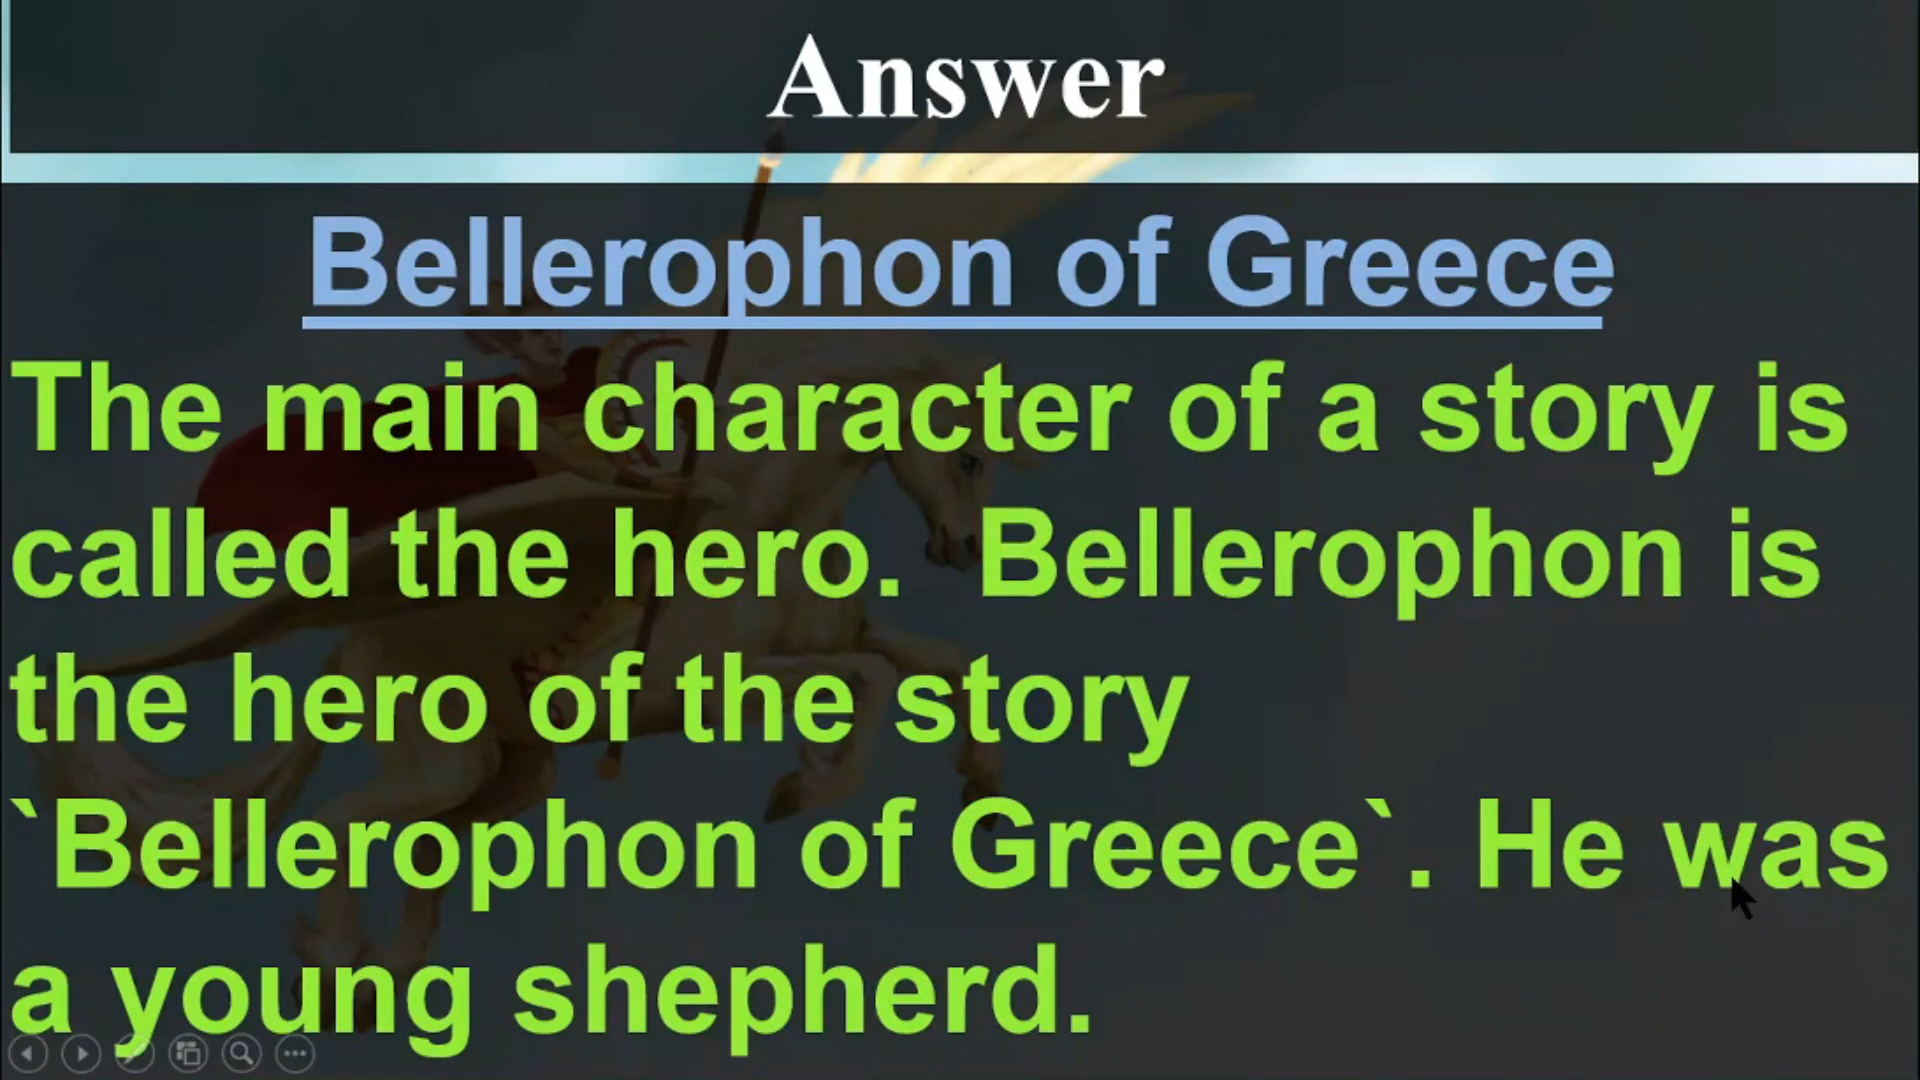 Answer
Bellerophon of Greece
The main character of a story is
called the hero.  Bellerophon is
the hero of the story
`Bellerophon of Greece`. He was
a young shepherd.